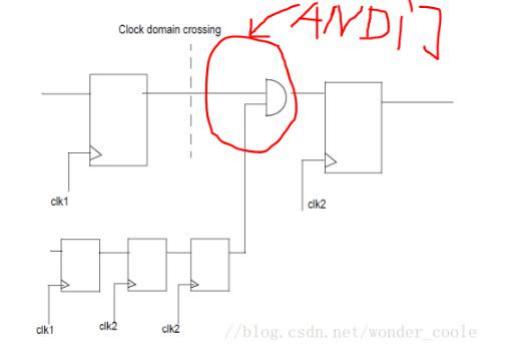 Clock domain crossing
AND门
clk1
clk2
clk1
clk2
clk2
//blog.csdn.net/wonder_coole